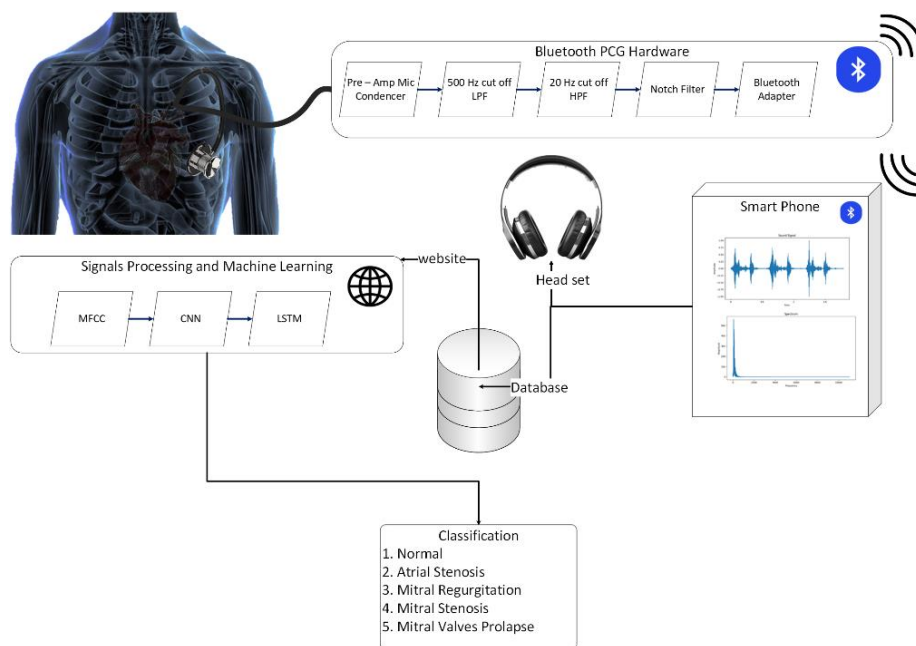 Bluetooth PCG Hardware
Pre – Amp Mic
Condencer
500 Hz cut off
LPF
20 Hz cut off
HPF
Notch Filter
Bluetooth
Adapter
Smart Phone
Signals Processing and Machine Learning
MFCC
CNN
LSTM
website
Head set
Database
Classification
1. Normal
2. Atrial Stenosis
3. Mitral Regurgitation
4. Mitral Stenosis
5. Mitral Valves Prolapse